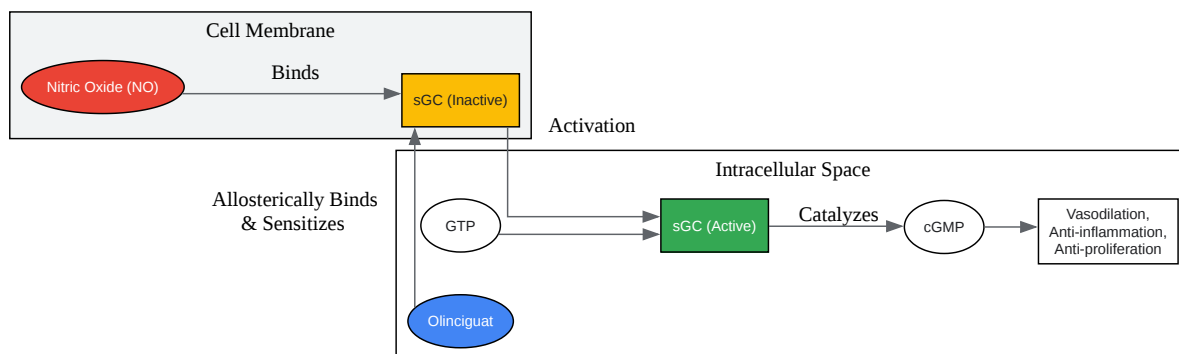 Cell Membrane
Nitric Oxide (NO)
Binds
sGC (Inactive)
Activation
Allosterically Binds
& Sensitizes
Intracellular Space
GTP
sGC (Active)
Catalyzes
cGMP
Vasodilation,
Anti-inflammation,
Anti-proliferation
Olinciguat